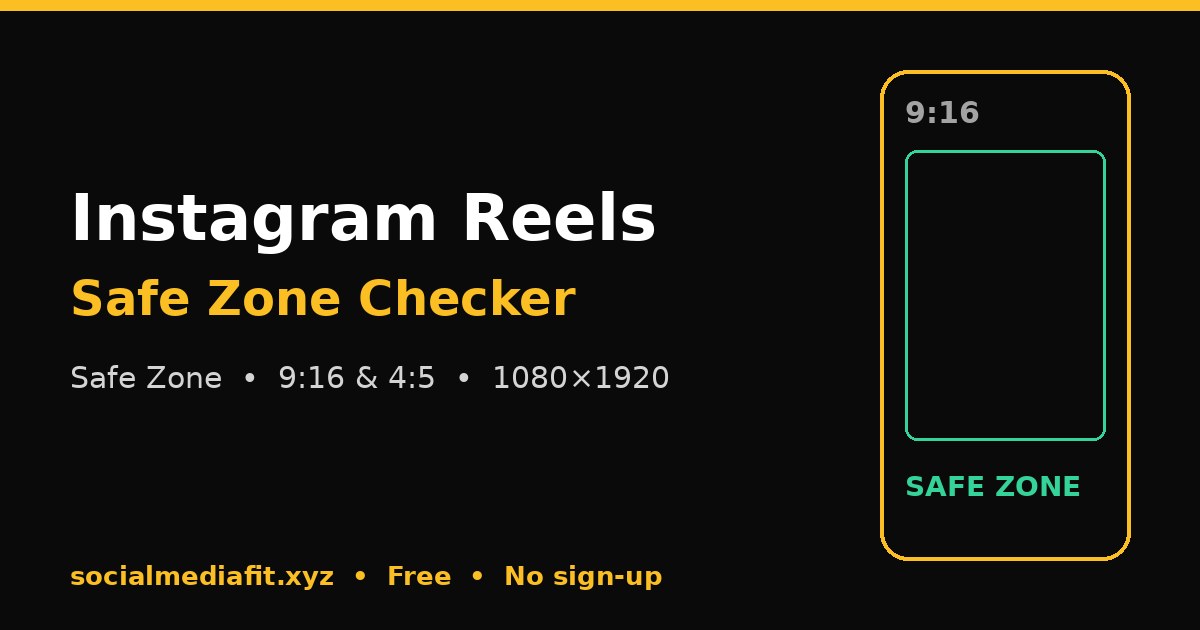 Instagram Reels
Safe Zone Checker
Safe Zone • 9:16 & 4:5 • 1080×1920
socialmediafit.xyz • Free • No sign-up
9:16
SAFE ZONE